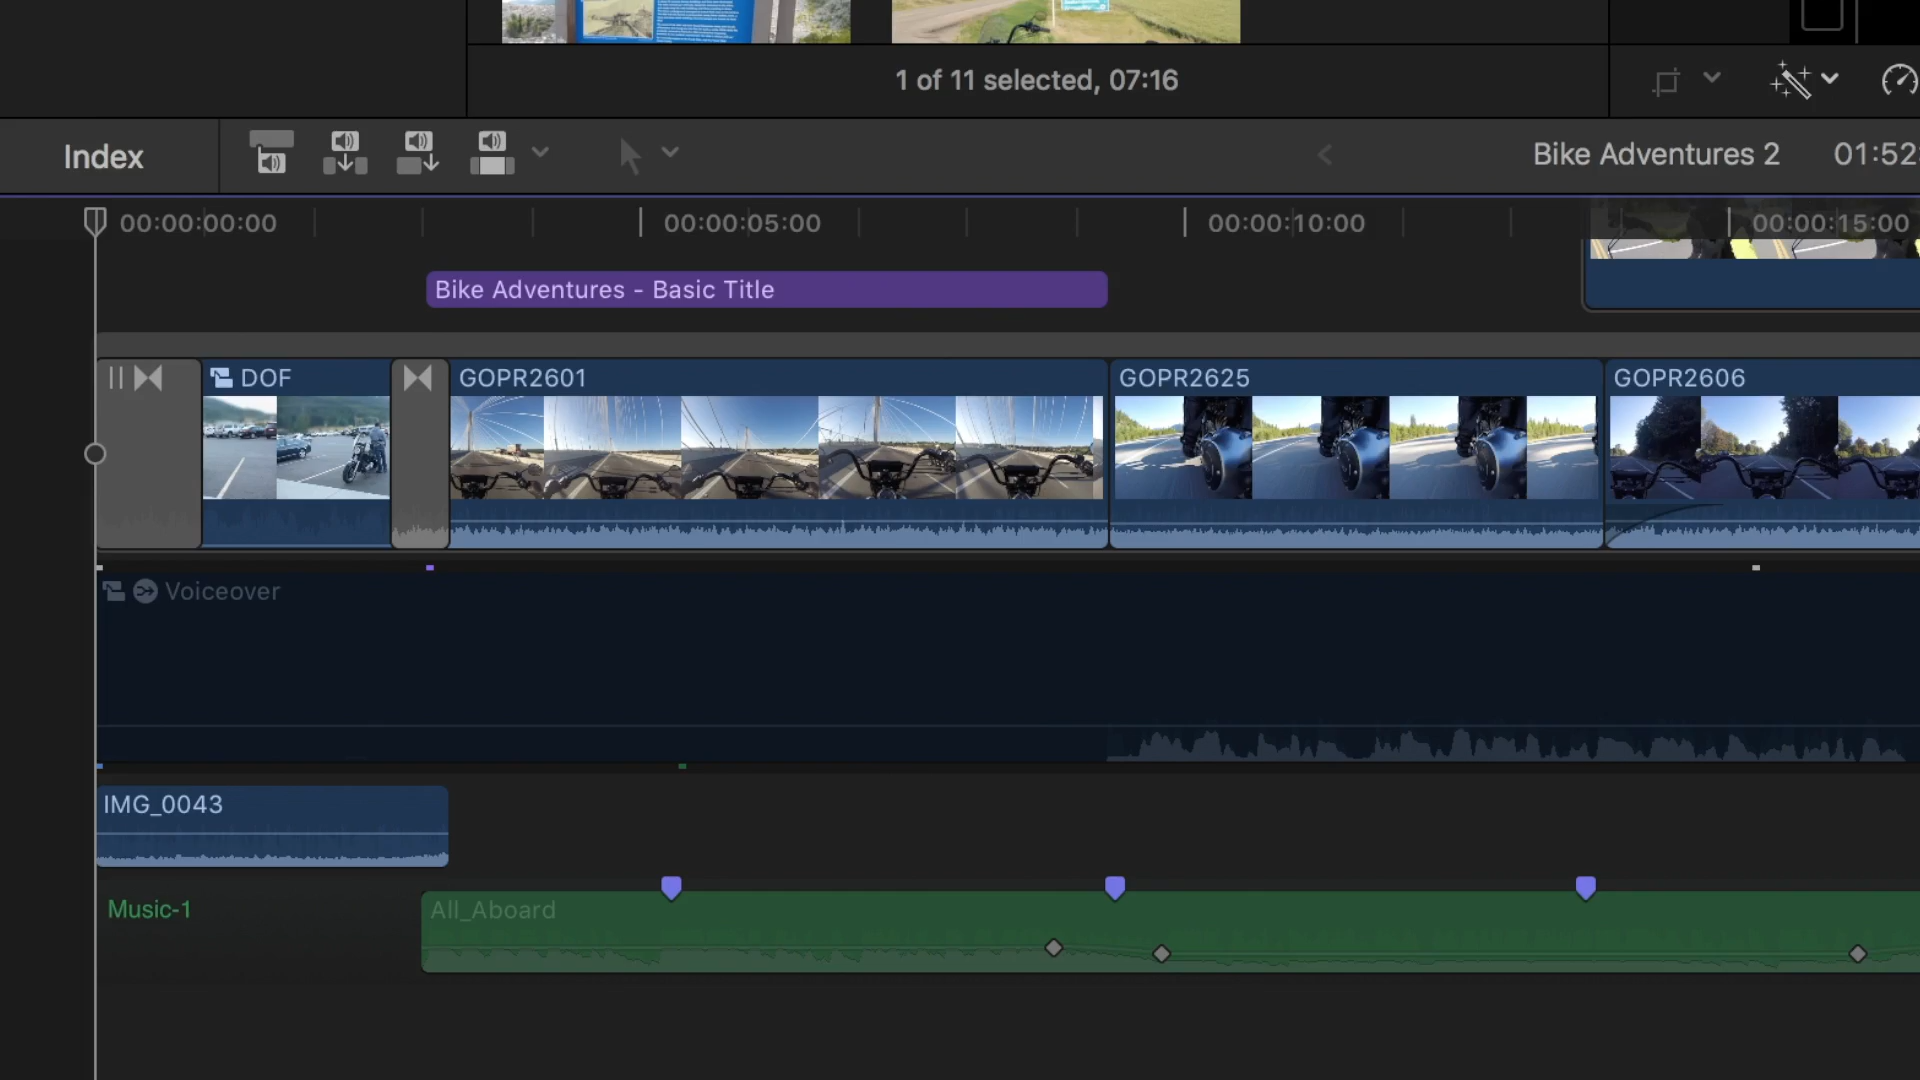 1 of 11 selected, 07:16
Index
Bike Adventures 2
01:52:
00:00:00:00
00:00:05:00
00:00:10:00
00:00:15:00
Bike Adventures - Basic Title
DOF
GOPR2601
GOPR2625
GOPR2606
Voiceover
IMG_0043
Music-1
All_Aboard